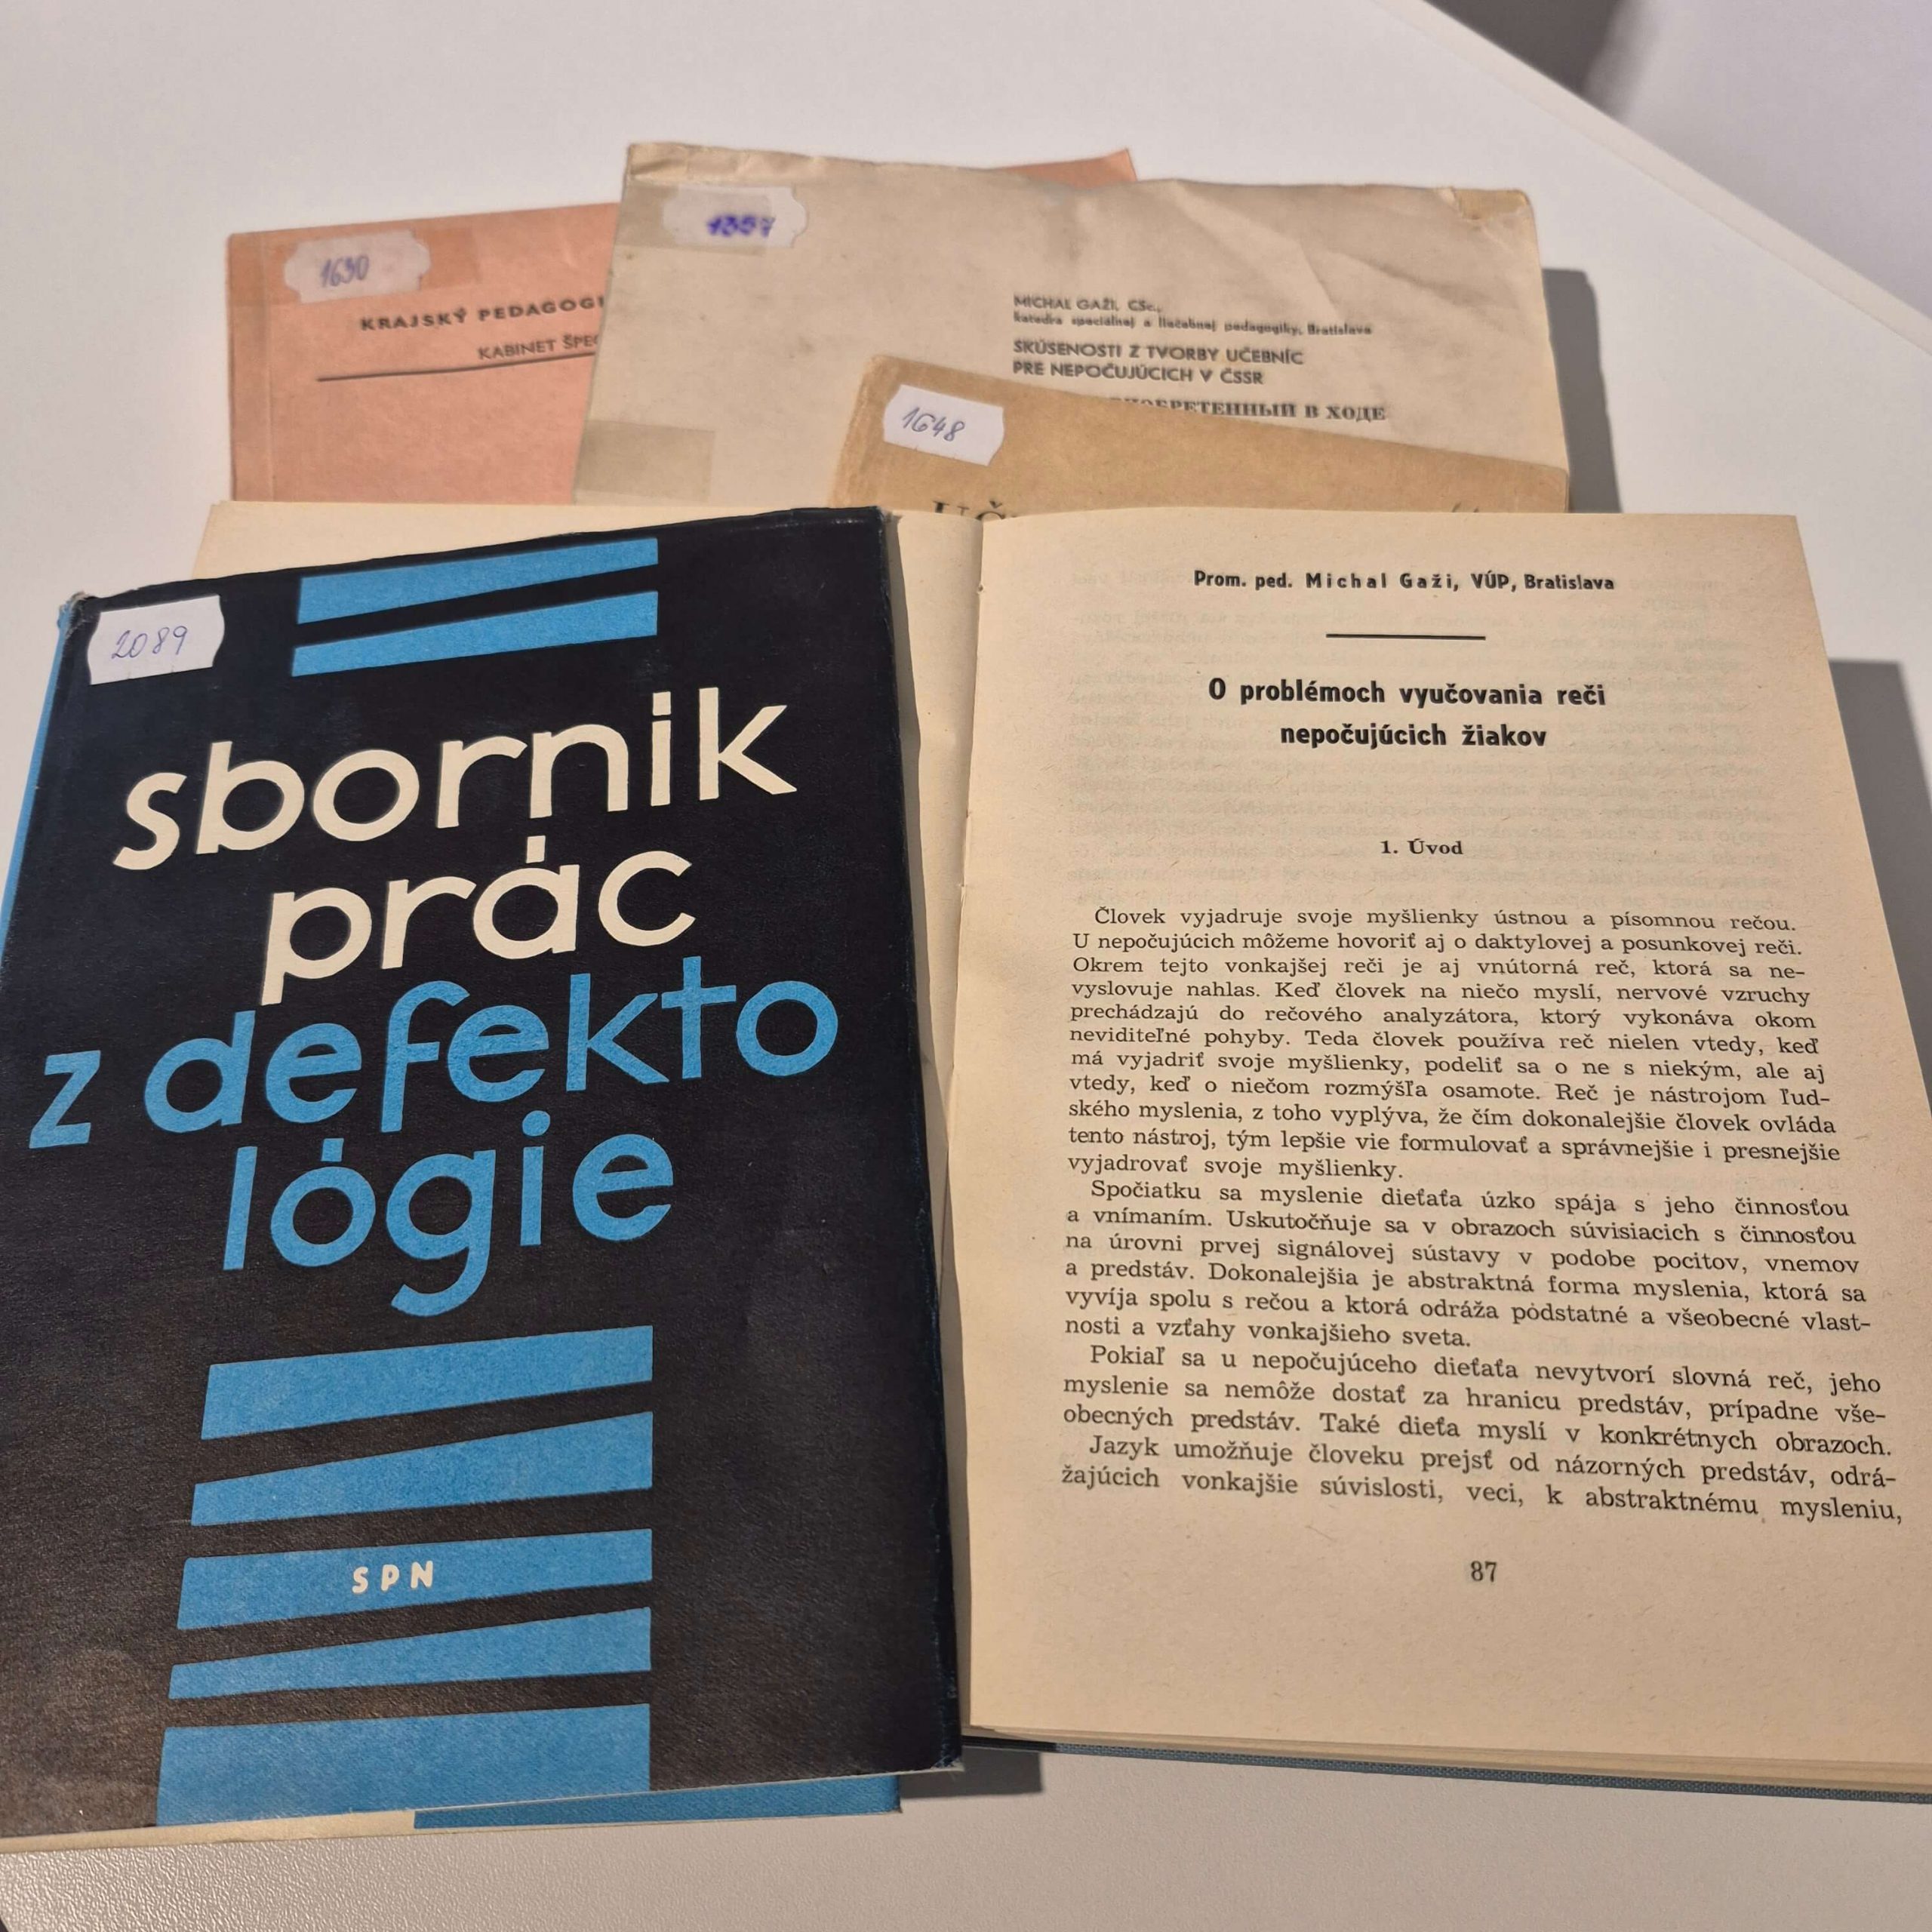 1690
KRAJSKÝ PEDAGOGI
KABINET ŠPEC
1357
MICHAL GAŽI, CSc.,
katedra speciálnej a liečebnej pedagogiky, Bratislava
SKÚSENOSTI Z TVORBY UČEBNÍC
PRE NEPOČUJÚCICH V ČSSR
В ХОДЕ
1648
2089
sborník
prác
z defekto
lógie
SPN
Prom. ped. Michal Gaži, VÚP, Bratislava
O problémoch vyučovania reči
nepočujúcich žiakov
1. Úvod
Človek vyjadruje svoje myšlienky ústnou a písomnou rečou.
U nepočujúcich môžeme hovoriť aj o daktylovej a posunkovej reči.
Okrem tejto vonkajšej reči je aj vnútorná reč, ktorá sa ne-
vyslovuje nahlas. Keď človek na niečo myslí, nervové vzruchy
prechádzajú do rečového analyzátora, ktorý vykonáva okom
neviditeľné pohyby. Teda človek používa reč nielen vtedy, keď
má vyjadriť svoje myšlienky, podeliť sa o ne s niekým, ale aj
vtedy, keď o niečom rozmýšľa osamote. Reč je nástrojom ľud-
ského myslenia, z toho vyplýva, že čím dokonalejšie človek ovláda
tento nástroj, tým lepšie vie formulovať a správnejšie i presnejšie
vyjadrovať svoje myšlienky.
Spočiatku sa myslenie dieťaťa úzko spája s jeho činnosťou
a vnímaním. Uskutočňuje sa v obrazoch súvisiacich s činnosťou
na úrovni prvej signálovej sústavy v podobe pocitov, vnemov
a predstáv. Dokonalejšia je abstraktná forma myslenia, ktorá sa
vyvíja spolu s rečou a ktorá odráža podstatné a všeobecné vlast-
nosti a vzťahy vonkajšieho sveta.
Pokiaľ sa u nepočujúceho dieťaťa nevytvorí slovná reč, jeho
myslenie sa nemôže dostať za hranicu predstáv, prípadne vše-
obecných predstáv. Také dieťa myslí v konkrétnych obrazoch.
Jazyk umožňuje človeku prejsť od názorných predstáv, odrá-
žajúcich vonkajšie súvislosti, veci, k abstraktnému mysleniu,
87